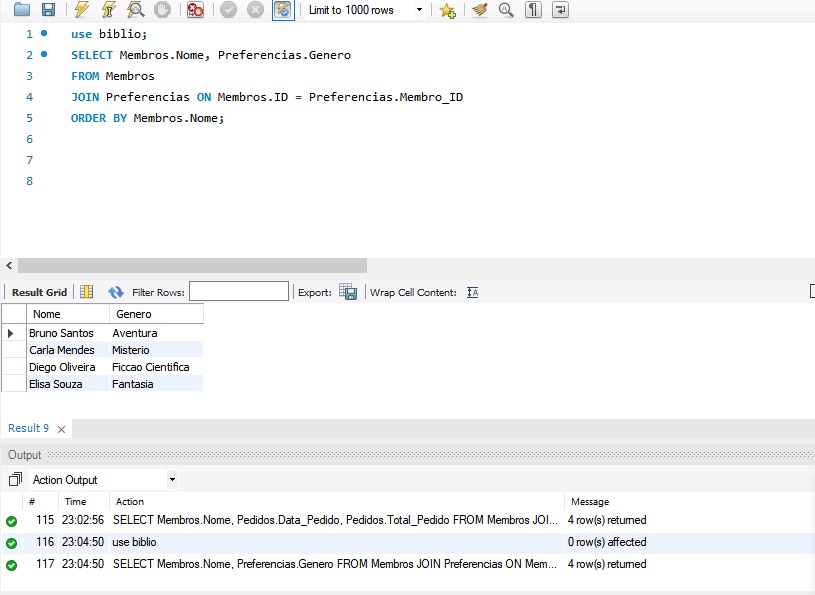 Limit to 1000 rows
1 use biblio;
2 SELECT Membros.Nome, Preferencias.Genero
3 FROM Membros
4 JOIN Preferencias ON Membros.ID = Preferencias.Membro_ID
5 ORDER BY Membros.Nome;
6
7
8
Result Grid Filter Rows: Export: Wrap Cell Content:
Nome Genero
Bruno Santos Aventura
Carla Mendes Misterio
Diego Oliveira Ficcao Cientifica
Elisa Souza Fantasia
Result 9
Output
Action Output
# Time Action Message
115 23:02:56 SELECT Membros.Nome, Pedidos.Data_Pedido, Pedidos.Total_Pedido FROM Membros JOI... 4 row(s) returned
116 23:04:50 use biblio 0 row(s) affected
117 23:04:50 SELECT Membros.Nome, Preferencias.Genero FROM Membros JOIN Preferencias ON Mem... 4 row(s) returned